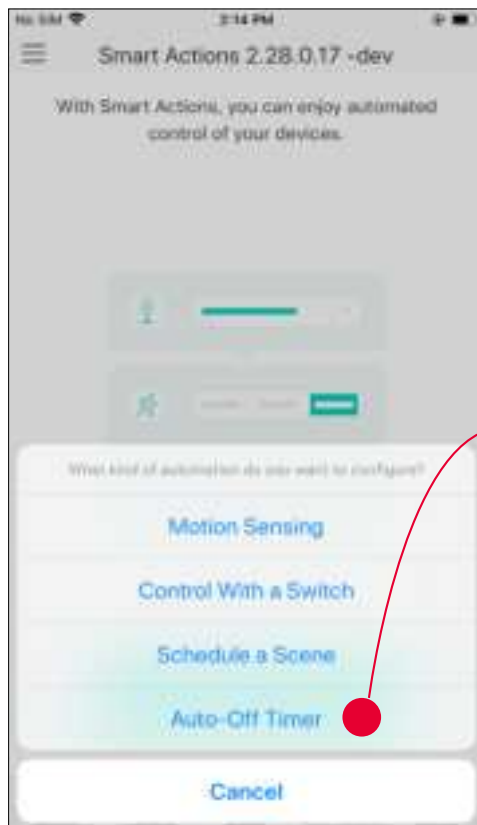 No SIM 2:14 PM
Smart Actions 2.28.0.17 -dev
With Smart Actions, you can enjoy automated
control of your devices.
What kind of automation do you want to configure?
Motion Sensing
Control With a Switch
Schedule a Scene
Auto-Off Timer
Cancel